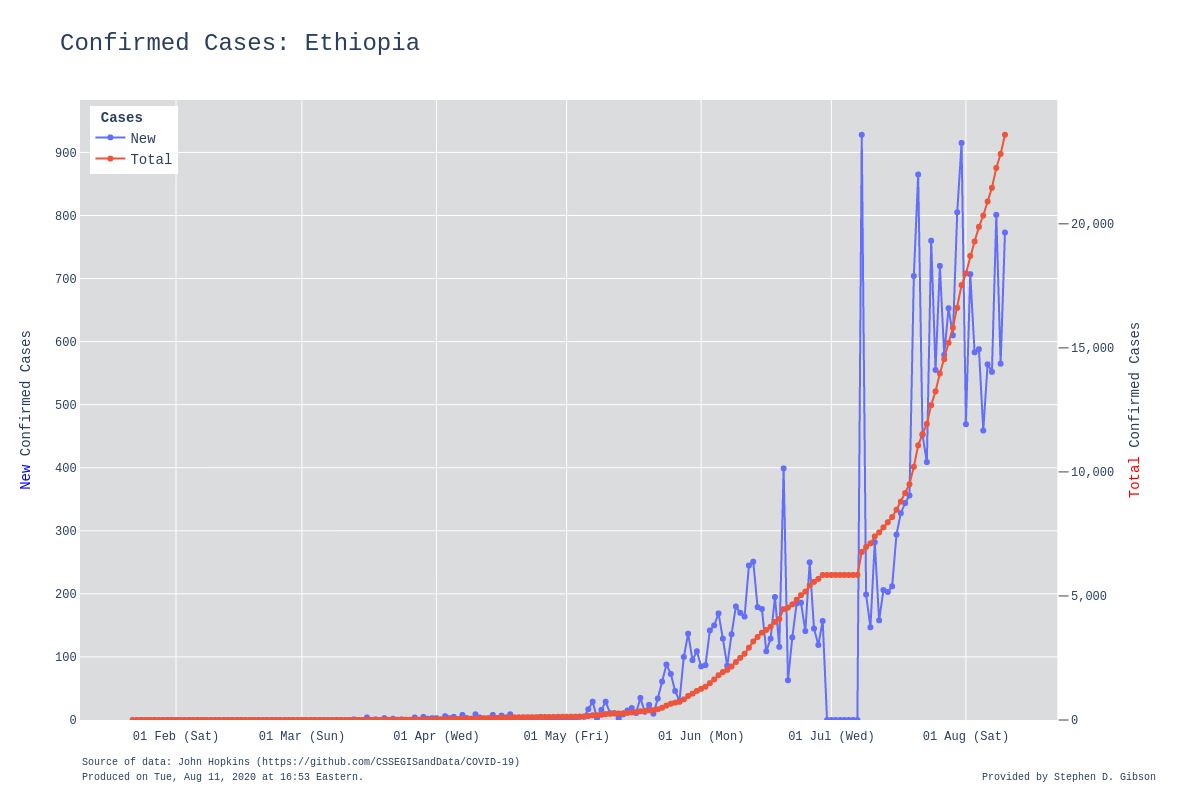 Confirmed Cases: Ethiopia
Cases
New
Total
900
800
700
600
500
400
300
200
100
0
20,000
15,000
10,000
5,000
0
New Confirmed Cases
Total Confirmed Cases
01 Feb (Sat)
01 Mar (Sun)
01 Apr (Wed)
01 May (Fri)
01 Jun (Mon)
01 Jul (Wed)
01 Aug (Sat)
Source of data: John Hopkins (https://github.com/CSSEGISandData/COVID-19)
Produced on Tue, Aug 11, 2020 at 16:53 Eastern.
Provided by Stephen D. Gibson